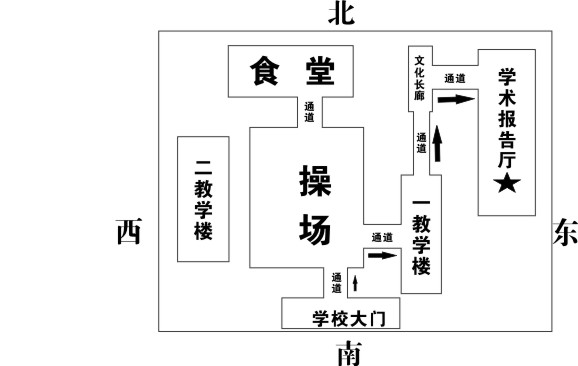 北
食堂
通道
文化长廊
通道
学术报告厅
★
通道
二教学楼
操场
一教学楼
西
东
通道
通道
学校大门
南